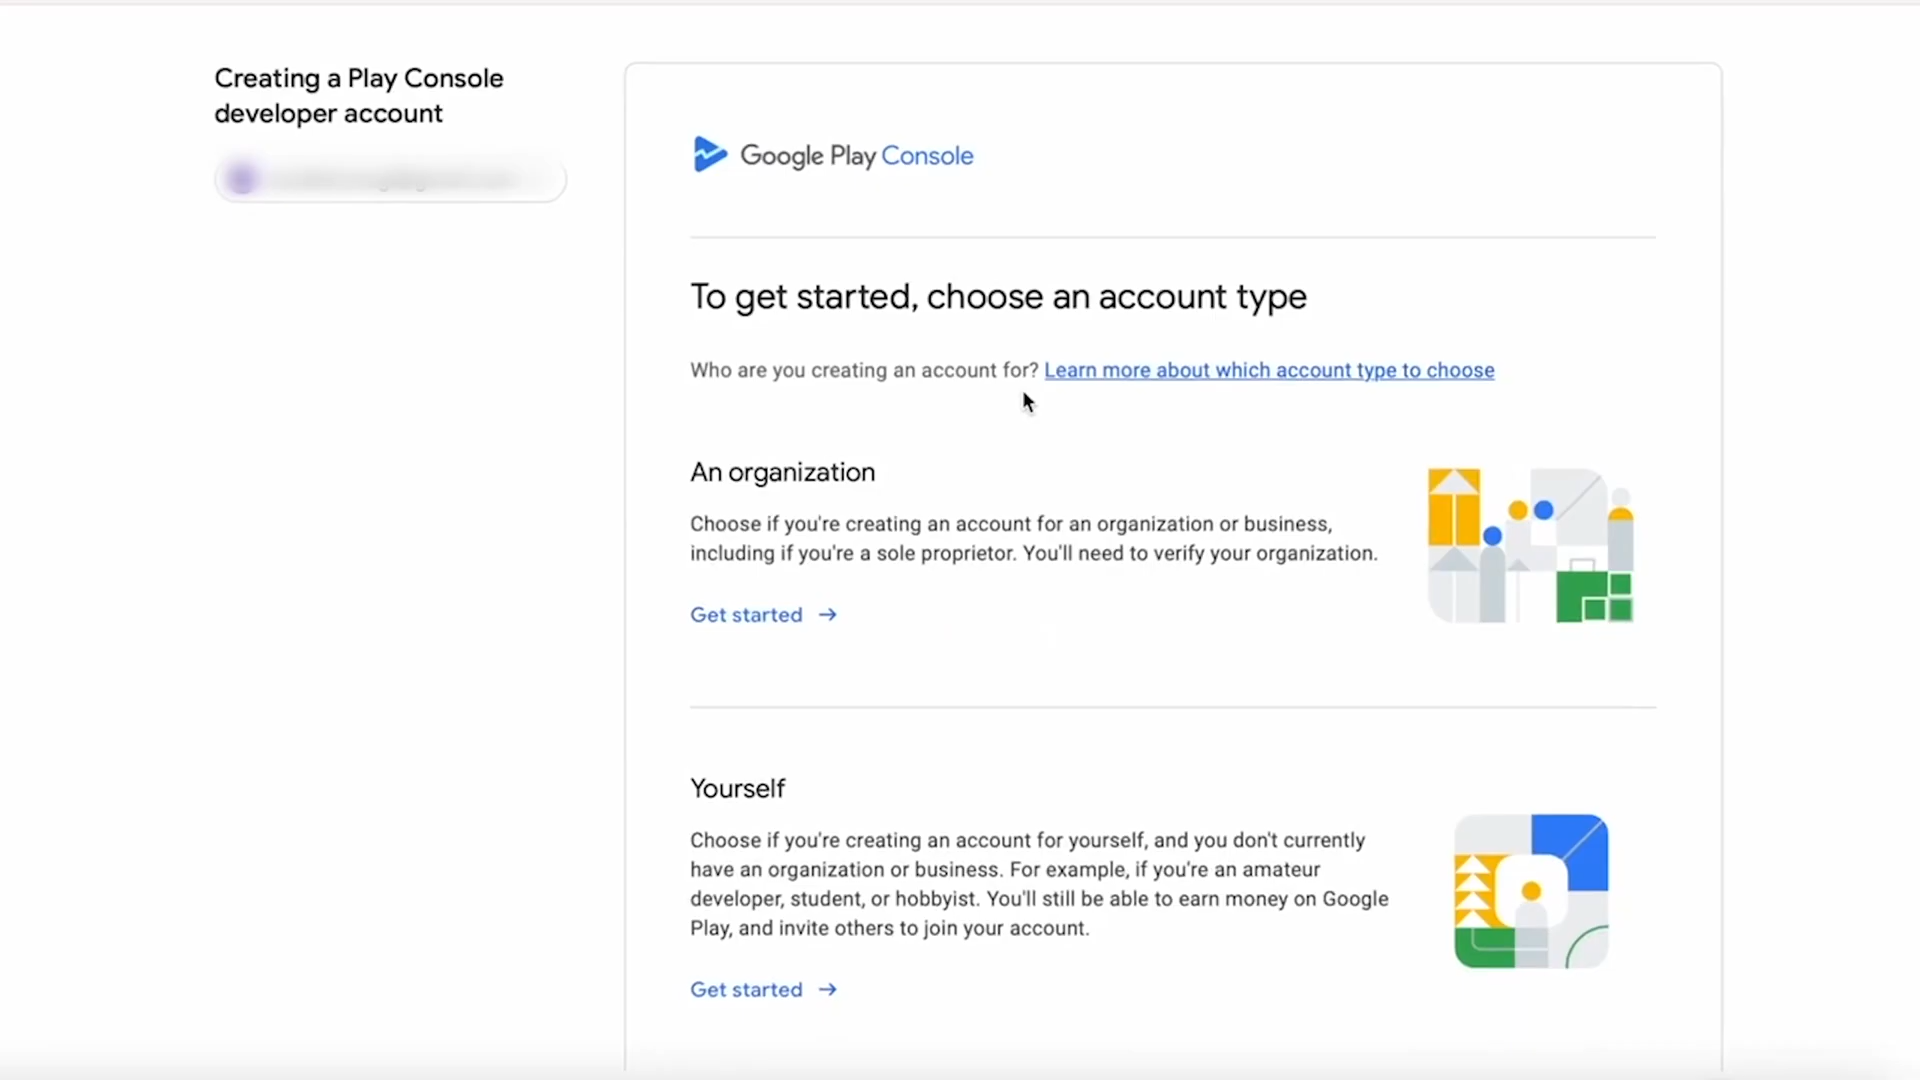 Creating a Play Console
developer account
Google Play Console
To get started, choose an account type
Who are you creating an account for? Learn more about which account type to choose
An organization
Choose if you're creating an account for an organization or business,
including if you're a sole proprietor. You'll need to verify your organization.
Get started
Yourself
Choose if you're creating an account for yourself, and you don't currently
have an organization or business. For example, if you're an amateur
developer, student, or hobbyist. You'll still be able to earn money on Google
Play, and invite others to join your account.
Get started